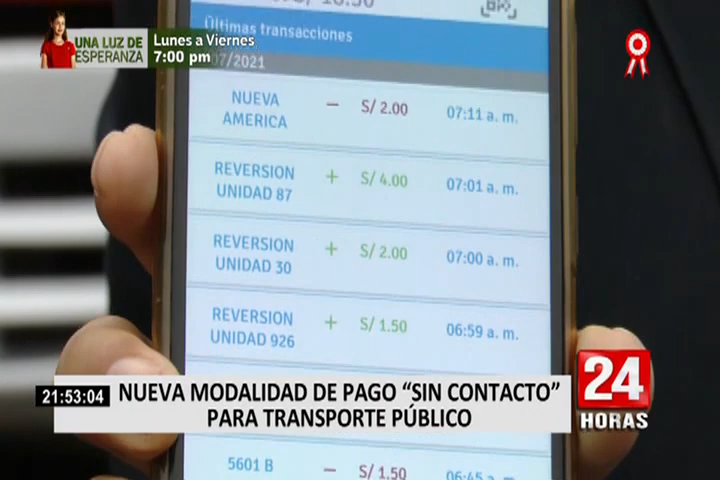 UNA LUZ DE
ESPERANZA
Lunes a Viernes
7:00 pm
Últimas transacciones
07/2021
NUEVA
AMERICA
– S/ 2.00 07:11 a. m.
REVERSION
UNIDAD 87
+ S/ 4.00 07:01 a. m.
REVERSION
UNIDAD 30
+ S/ 2.00 07:00 a. m.
REVERSION
UNIDAD 926
+ S/ 1.50 06:59 a. m.
21:53:04
NUEVA MODALIDAD DE PAGO “SIN CONTACTO”
PARA TRANSPORTE PÚBLICO
24
HORAS
5601 B – S/ 1.50 06:45 a. m.